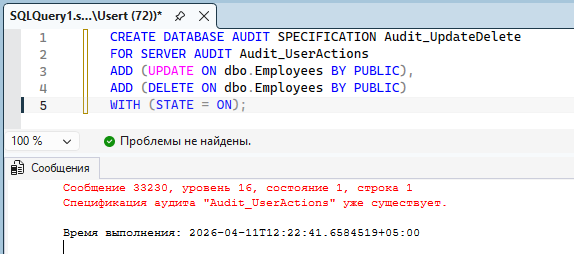 SQLQuery1.s...\Usert (72))*
1 CREATE DATABASE AUDIT SPECIFICATION Audit_UpdateDelete
2 FOR SERVER AUDIT Audit_UserActions
3 ADD (UPDATE ON dbo.Employees BY PUBLIC),
4 ADD (DELETE ON dbo.Employees BY PUBLIC)
5 WITH (STATE = ON);
100 % Проблемы не найдены.
Сообщения
Сообщение 33230, уровень 16, состояние 1, строка 1
Спецификация аудита "Audit_UserActions" уже существует.
Время выполнения: 2026-04-11T12:22:41.6584519+05:00